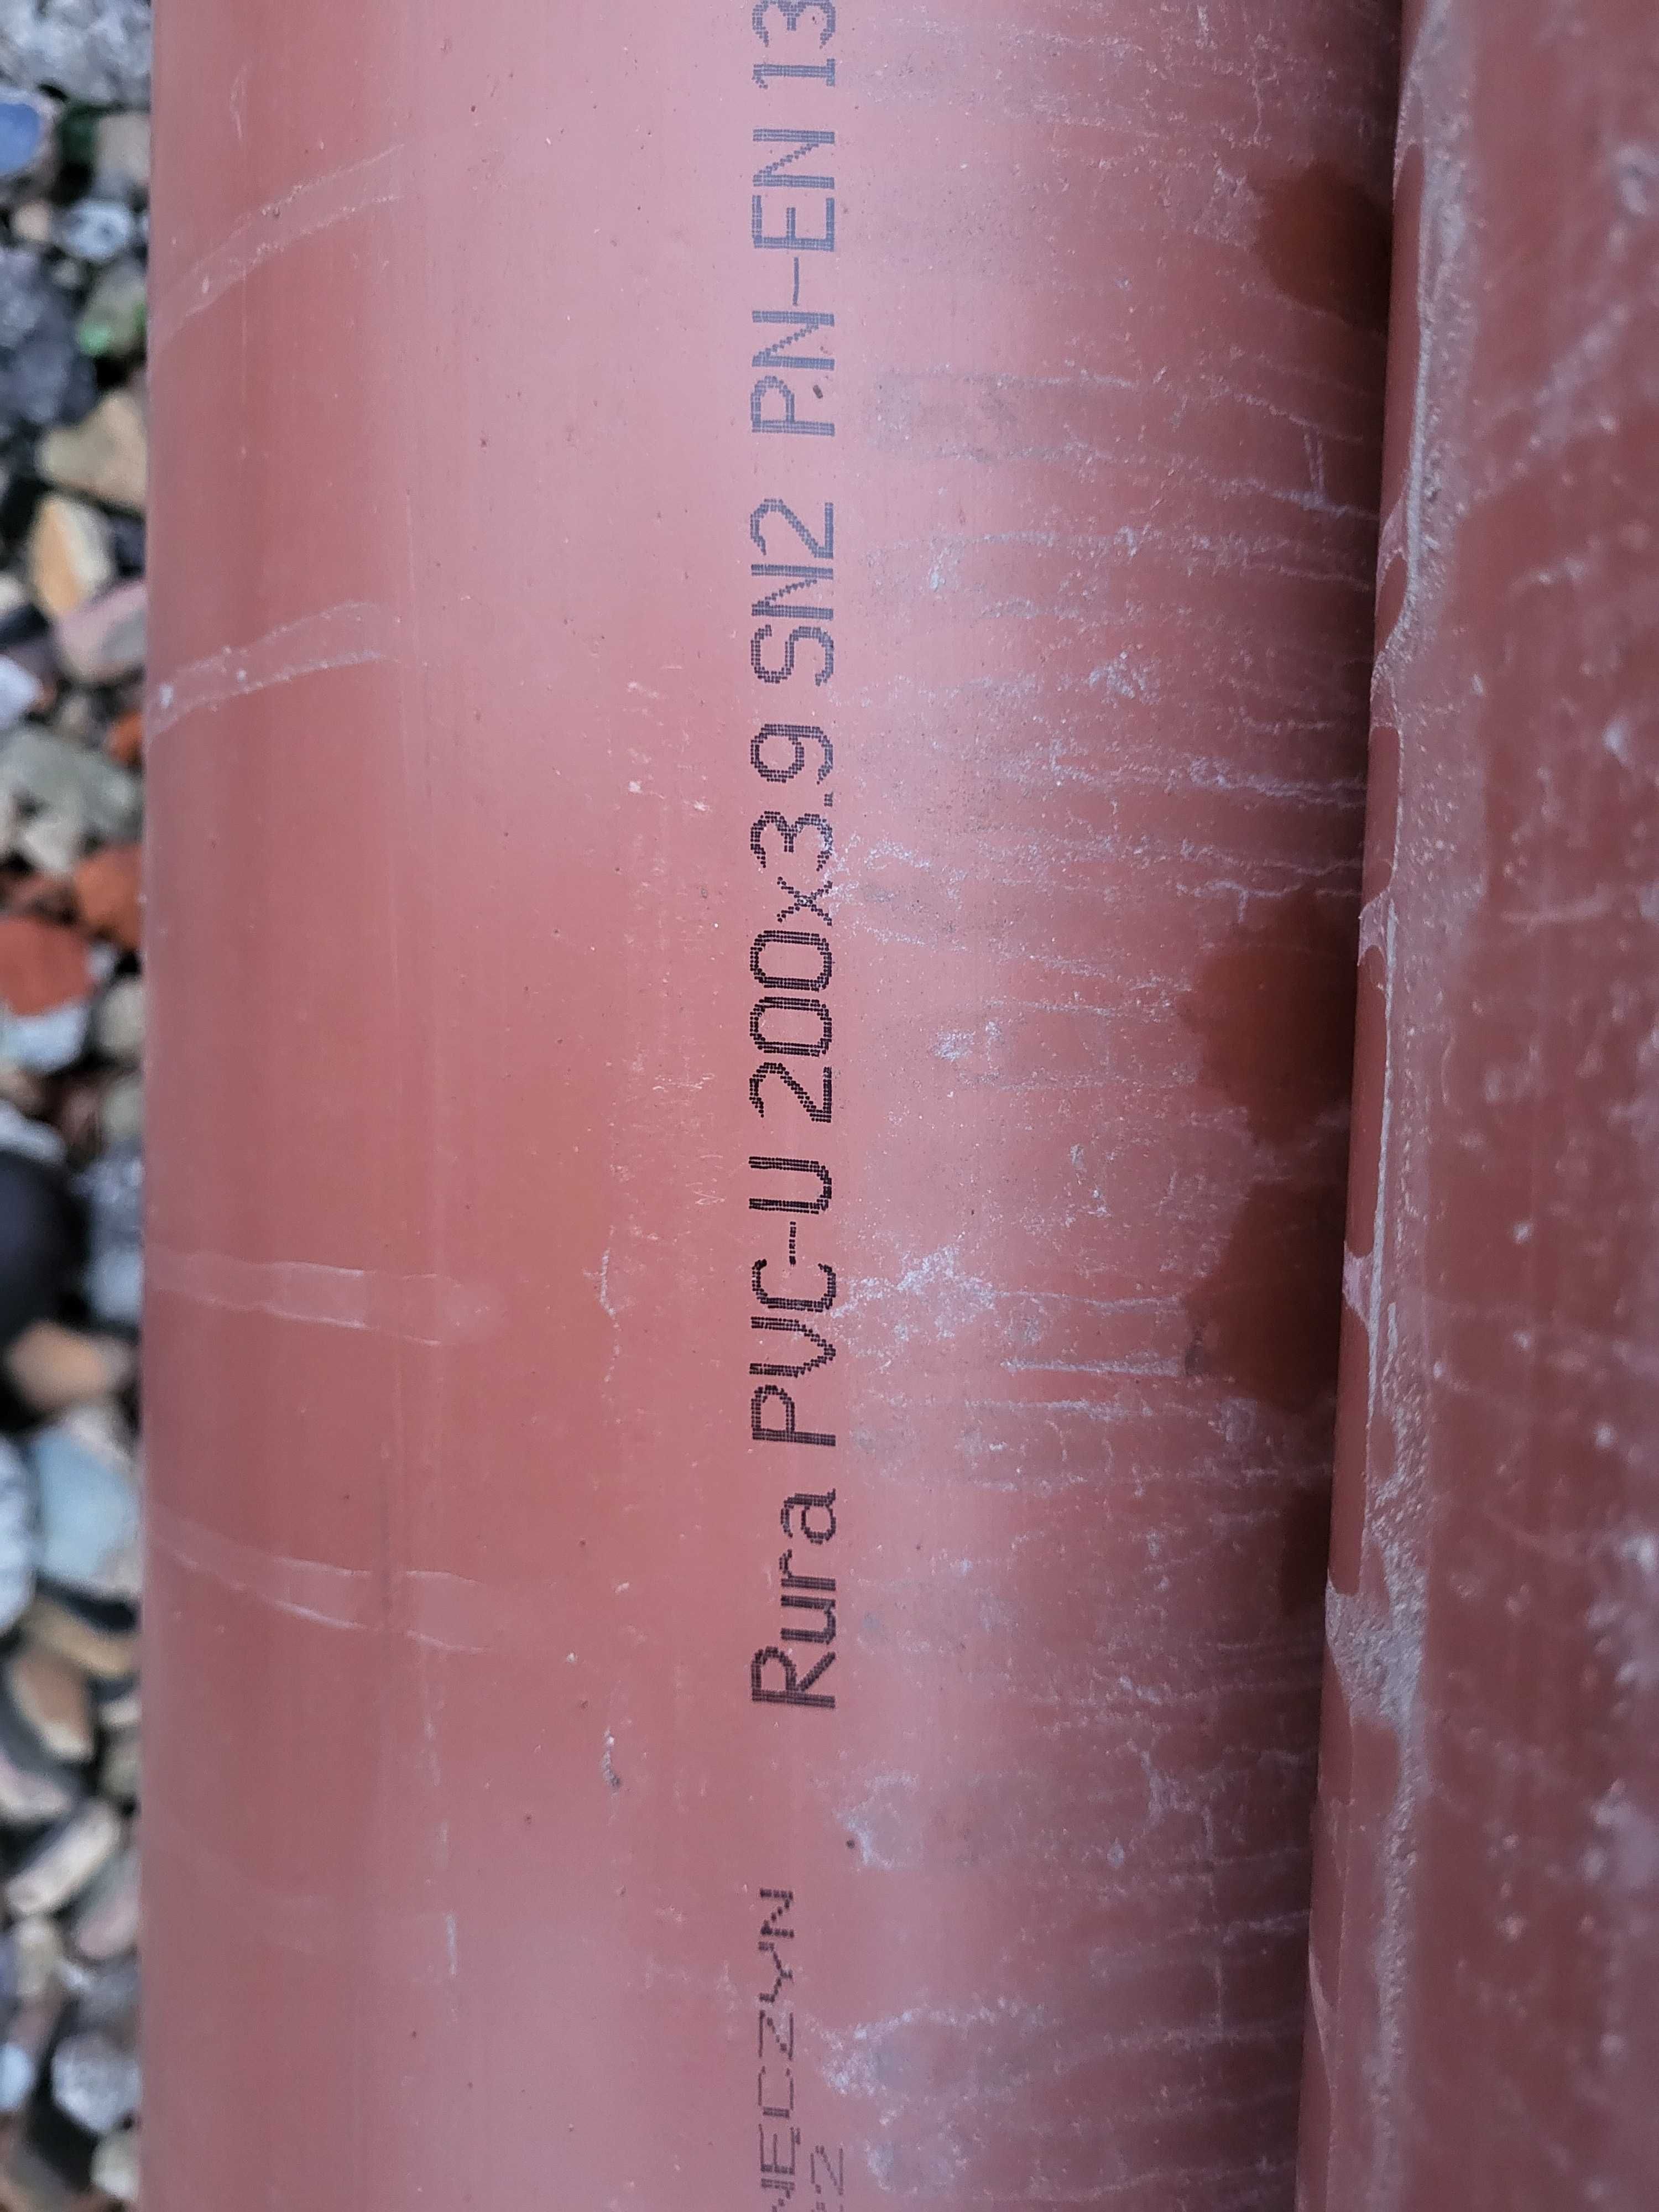 Rura PVC-U 200x3.9 SN2 PN-EN 13